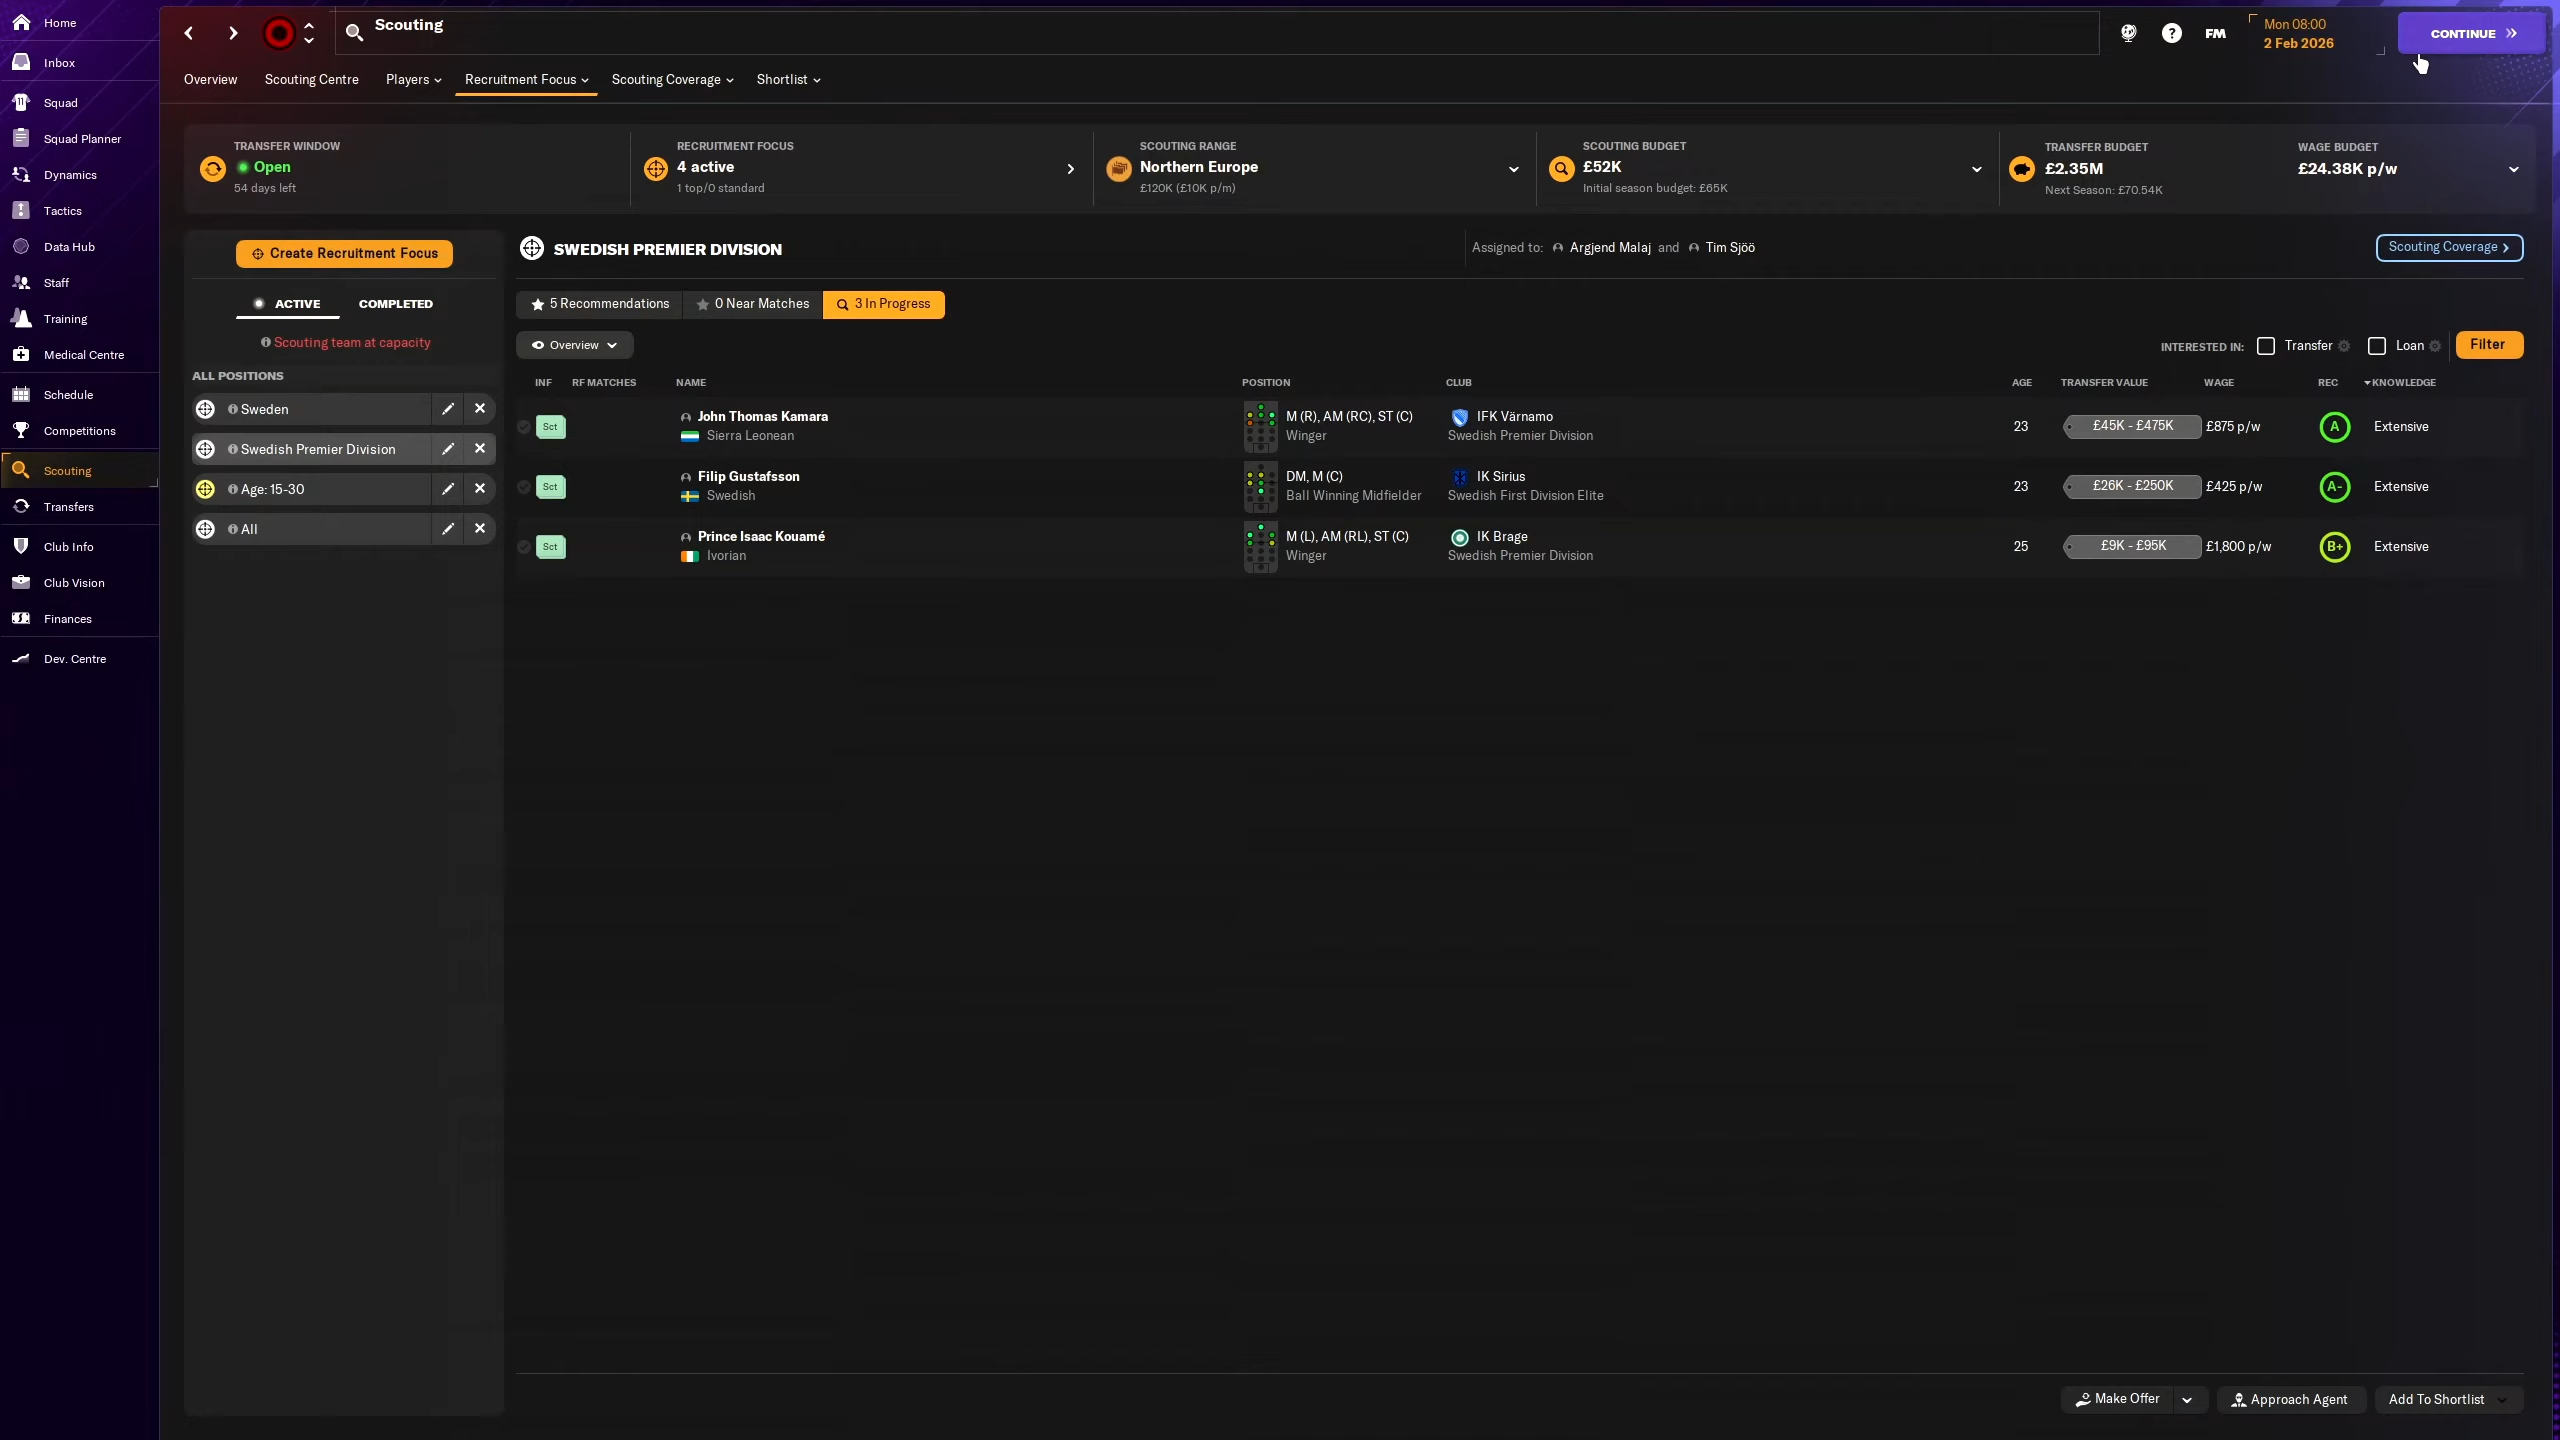 Home
Inbox
Squad
Squad Planner
Dynamics
Tactics
Data Hub
Staff
Training
Medical Centre
Schedule
Competitions
Scouting
Transfers
Club Info
Club Vision
Finances
Dev. Centre
Scouting
FM
Mon 08:00
2 Feb 2026
CONTINUE
Overview Scouting Centre Players Recruitment Focus Scouting Coverage Shortlist
TRANSFER WINDOW
Open
54 days left
RECRUITMENT FOCUS
4 active
1 top/0 standard
SCOUTING RANGE
Northern Europe
£120K (£10K p/m)
SCOUTING BUDGET
£52K
Initial season budget: £65K
TRANSFER BUDGET
£2.35M
Next Season: £70.54K
WAGE BUDGET
£24.38K p/w
Create Recruitment Focus
ACTIVE COMPLETED
Scouting team at capacity
ALL POSITIONS
Sweden
Swedish Premier Division
Age: 15-30
All
SWEDISH PREMIER DIVISION
Assigned to: Argjend Malaj and Tim Sjöö
Scouting Coverage
5 Recommendations 0 Near Matches 3 In Progress
Overview
INTERESTED IN: Transfer Loan Filter
INF RF MATCHES NAME POSITION CLUB AGE TRANSFER VALUE WAGE REC KNOWLEDGE
Sct John Thomas Kamara M (R), AM (RC), ST (C) IFK Värnamo 23 £45K - £475K £875 p/w A Extensive
Sierra Leonean Winger Swedish Premier Division
Sct Filip Gustafsson DM, M (C) IK Sirius 23 £26K - £250K £425 p/w A- Extensive
Swedish Ball Winning Midfielder Swedish First Division Elite
Sct Prince Isaac Kouamé M (L), AM (RL), ST (C) IK Brage 25 £9K - £95K £1,800 p/w B+ Extensive
Ivorian Winger Swedish Premier Division
Make Offer Approach Agent Add To Shortlist